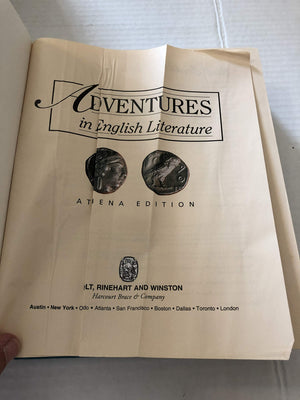 ADVENTURES
in English Literature
ATHENA EDITION
LT, RINEHART AND WINSTON
Harcourt Brace & Company
Austin • New York • Orlo • Atlanta • San Francisco • Boston • Dallas • Toronto • London